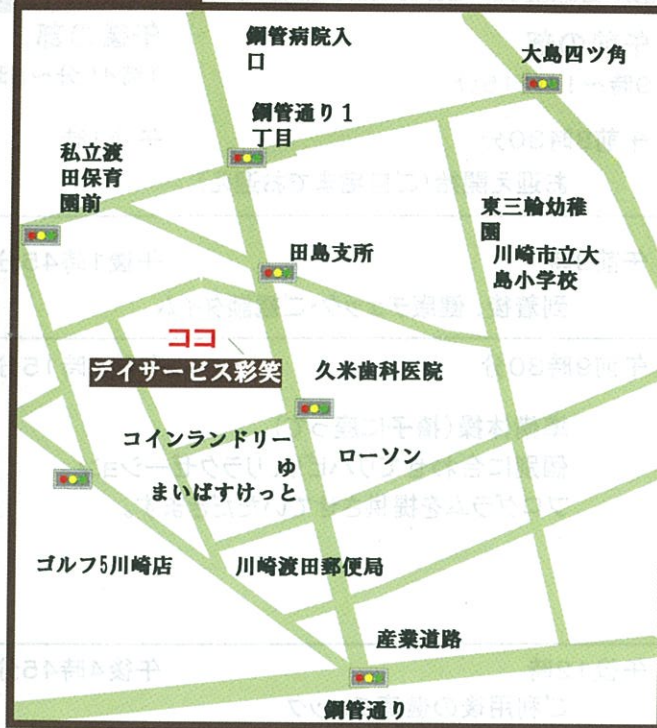 鋼管病院入
口
大島四ツ角
鋼管通り１
丁目
私立渡
田保育
園前
東三輪幼稚
園
川崎市立大
島小学校
田島支所
ココ
デイサービス彩笑
久米歯科医院
コインランドリー
ゆ
まいばすけっと
ローソン
ゴルフ5川崎店
川崎渡田郵便局
産業道路
鋼管通り